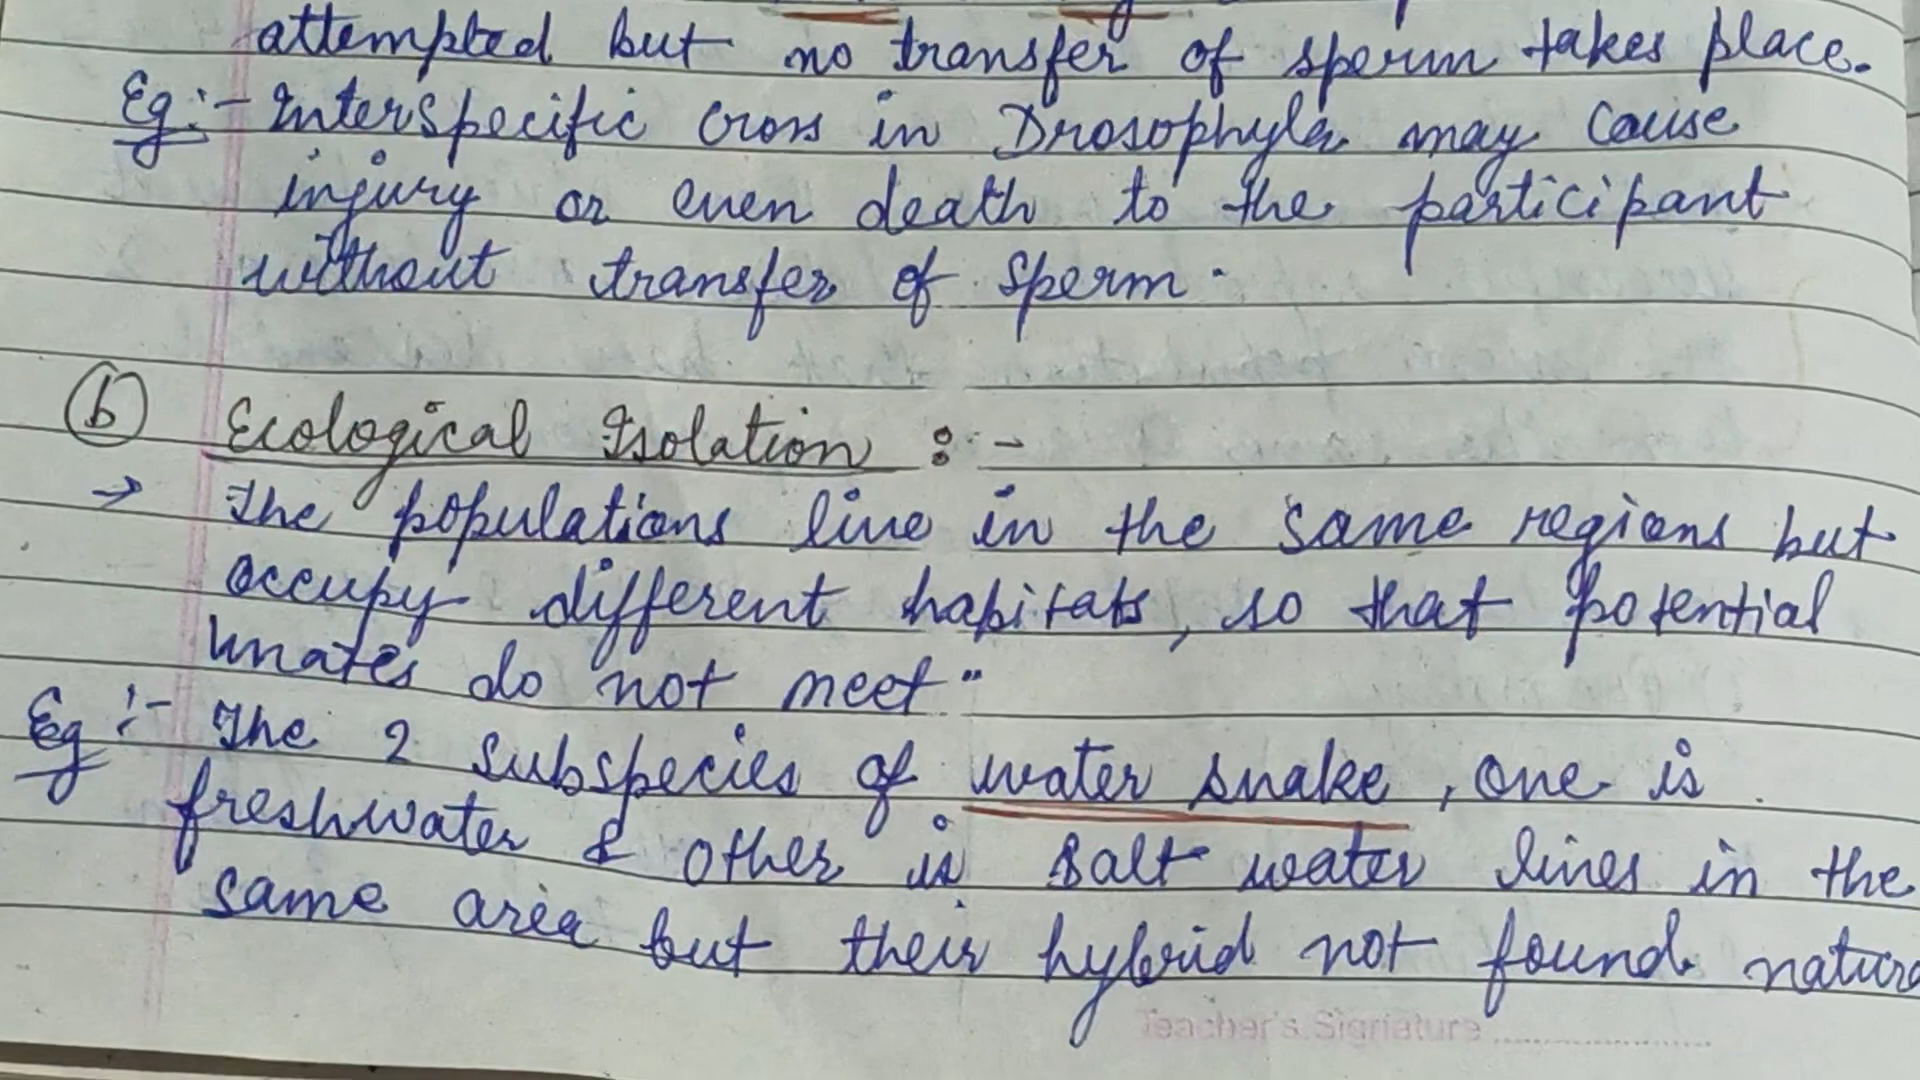 attempted but no transfer of sperm takes place.
Eg:- Interspecific cross in Drosophyla may cause
injury or even death to the participant
without transfer of sperm.
(b) Ecological Isolation :-
→ The populations live in the same regions but
occupy different habitats, so that potential
mates do not meet"
Eg :- The 2 subspecies of water snake, one is
freshwater & other is salt water lives in the
same area but their hybrid not found natura
Teacher's Signature